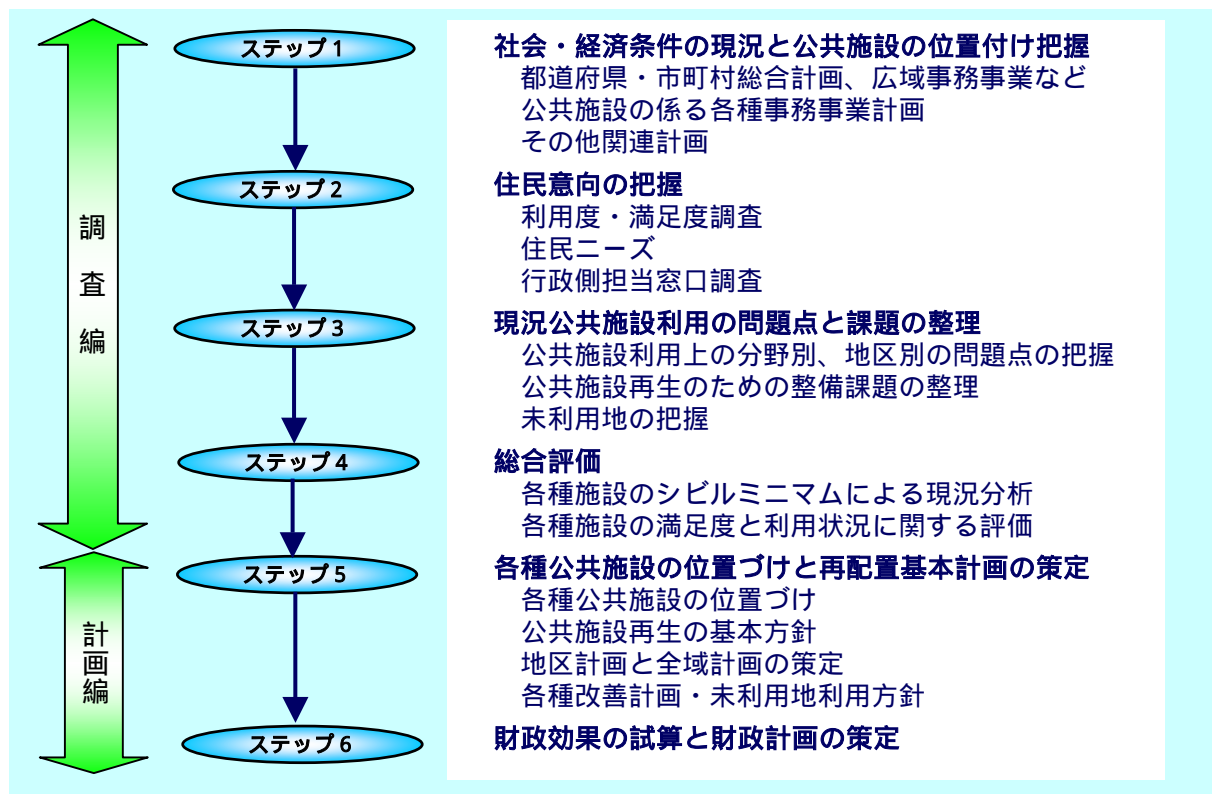 調査編
ステップ1
社会・経済条件の現況と公共施設の位置付け把握
都道府県・市町村総合計画、広域事務事業など
公共施設の係る各種事務事業計画
その他関連計画
ステップ2
住民意向の把握
利用度・満足度調査
住民ニーズ
行政側担当窓口調査
ステップ3
現況公共施設利用の問題点と課題の整理
公共施設利用上の分野別、地区別の問題点の把握
公共施設再生のための整備課題の整理
未利用地の把握
ステップ4
総合評価
各種施設のシビルミニマムによる現況分析
各種施設の満足度と利用状況に関する評価
計画編
ステップ5
各種公共施設の位置づけと再配置基本計画の策定
各種公共施設の位置づけ
公共施設再生の基本方針
地区計画と全域計画の策定
各種改善計画・未利用地利用方針
ステップ6
財政効果の試算と財政計画の策定